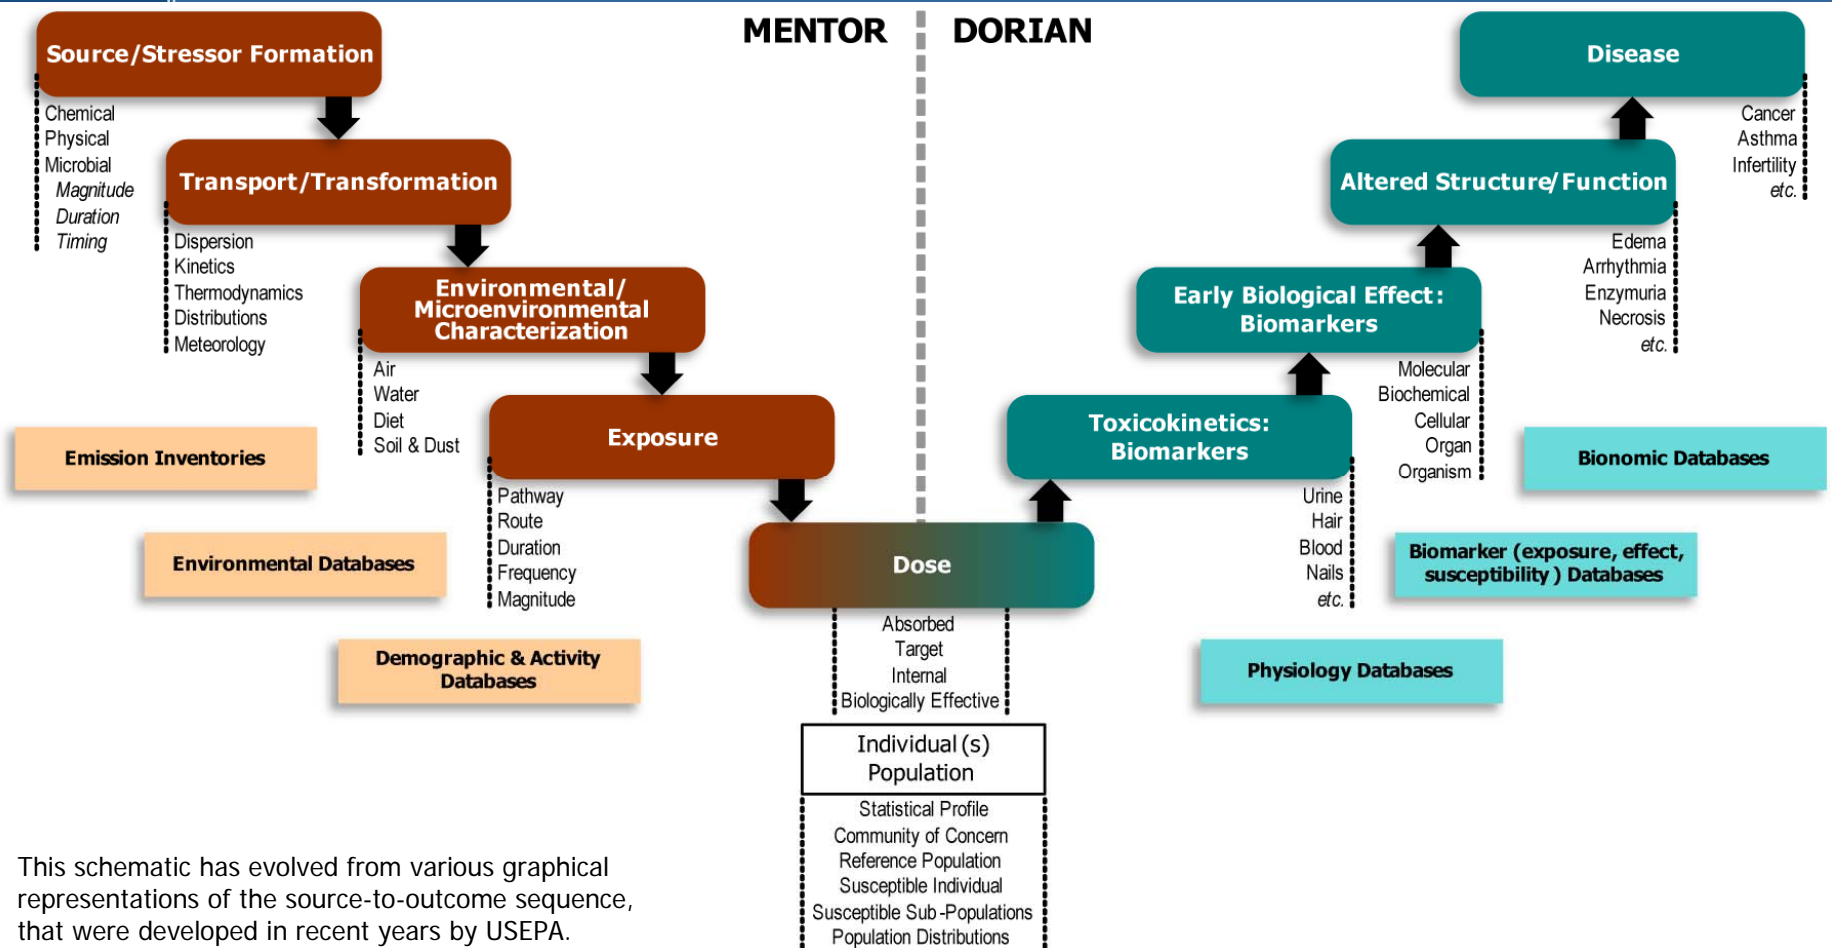 MENTOR
DORIAN
Source/Stressor Formation
Chemical
Physical
Microbial
Magnitude
Duration
Timing
Transport/Transformation
Dispersion
Kinetics
Thermodynamics
Distributions
Meteorology
Environmental/
Microenvironmental
Characterization
Air
Water
Diet
Soil & Dust
Exposure
Pathway
Route
Duration
Frequency
Magnitude
Dose
Absorbed
Target
Internal
Biologically Effective
Individual(s)
Population
Statistical Profile
Community of Concern
Reference Population
Susceptible Individual
Susceptible Sub-Populations
Population Distributions
Toxicokinetics:
Biomarkers
Urine
Hair
Blood
Nails
etc.
Early Biological Effect:
Biomarkers
Molecular
Biochemical
Cellular
Organ
Organism
Altered Structure/Function
Edema
Arrhythmia
Enzymuria
Necrosis
etc.
Disease
Cancer
Asthma
Infertility
etc.
Emission Inventories
Environmental Databases
Demographic & Activity
Databases
Bionomic Databases
Biomarker (exposure, effect,
susceptibility) Databases
Physiology Databases
This schematic has evolved from various graphical
representations of the source-to-outcome sequence,
that were developed in recent years by USEPA.